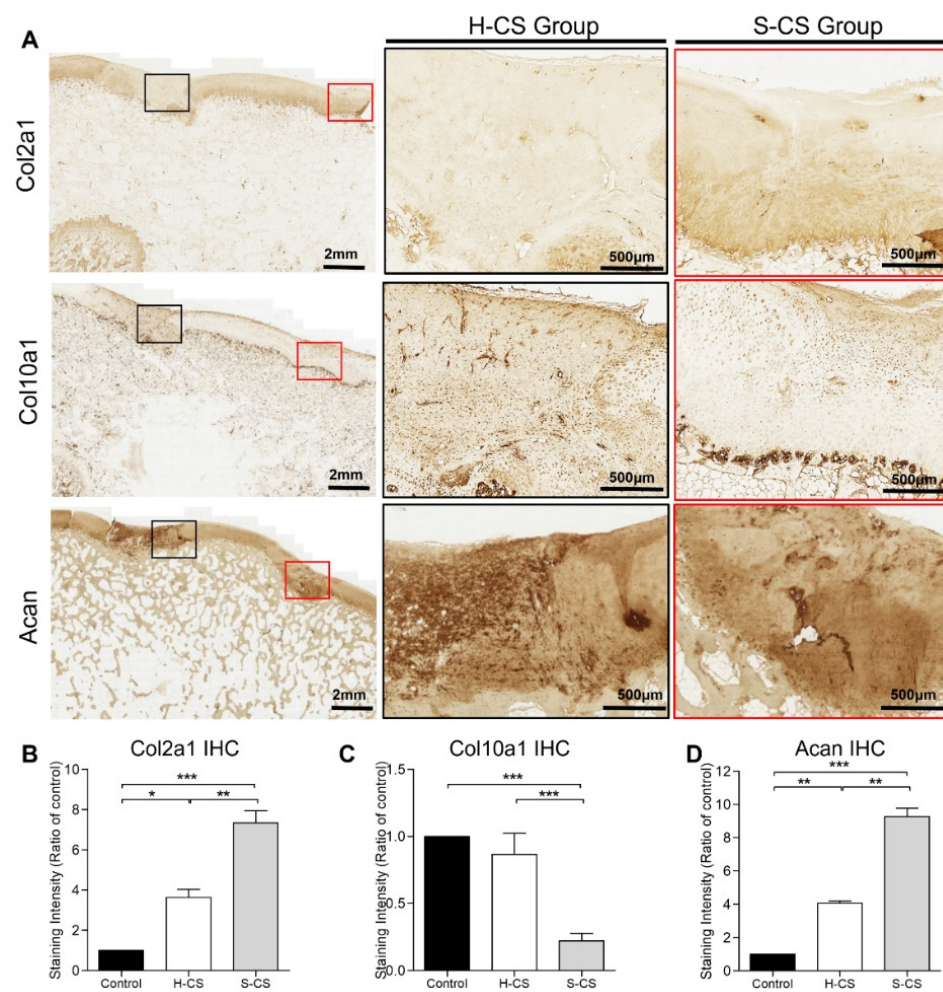 A
H-CS Group
S-CS Group
Col2a1
2mm
500µm
500µm
Col10a1
2mm
500µm
500µm
Acan
2mm
500µm
500µm
B
Col2a1 IHC
Staining Intensity (Ratio of control)
10
8
6
4
2
0
***
*
**
Control
H-CS
S-CS
C
Col10a1 IHC
Staining Intensity (Ratio of control)
1.5
1.0
0.5
0.0
***
***
Control
H-CS
S-CS
D
Acan IHC
Staining Intensity (Ratio of control)
12
10
8
6
4
2
0
***
**
**
Control
H-CS
S-CS